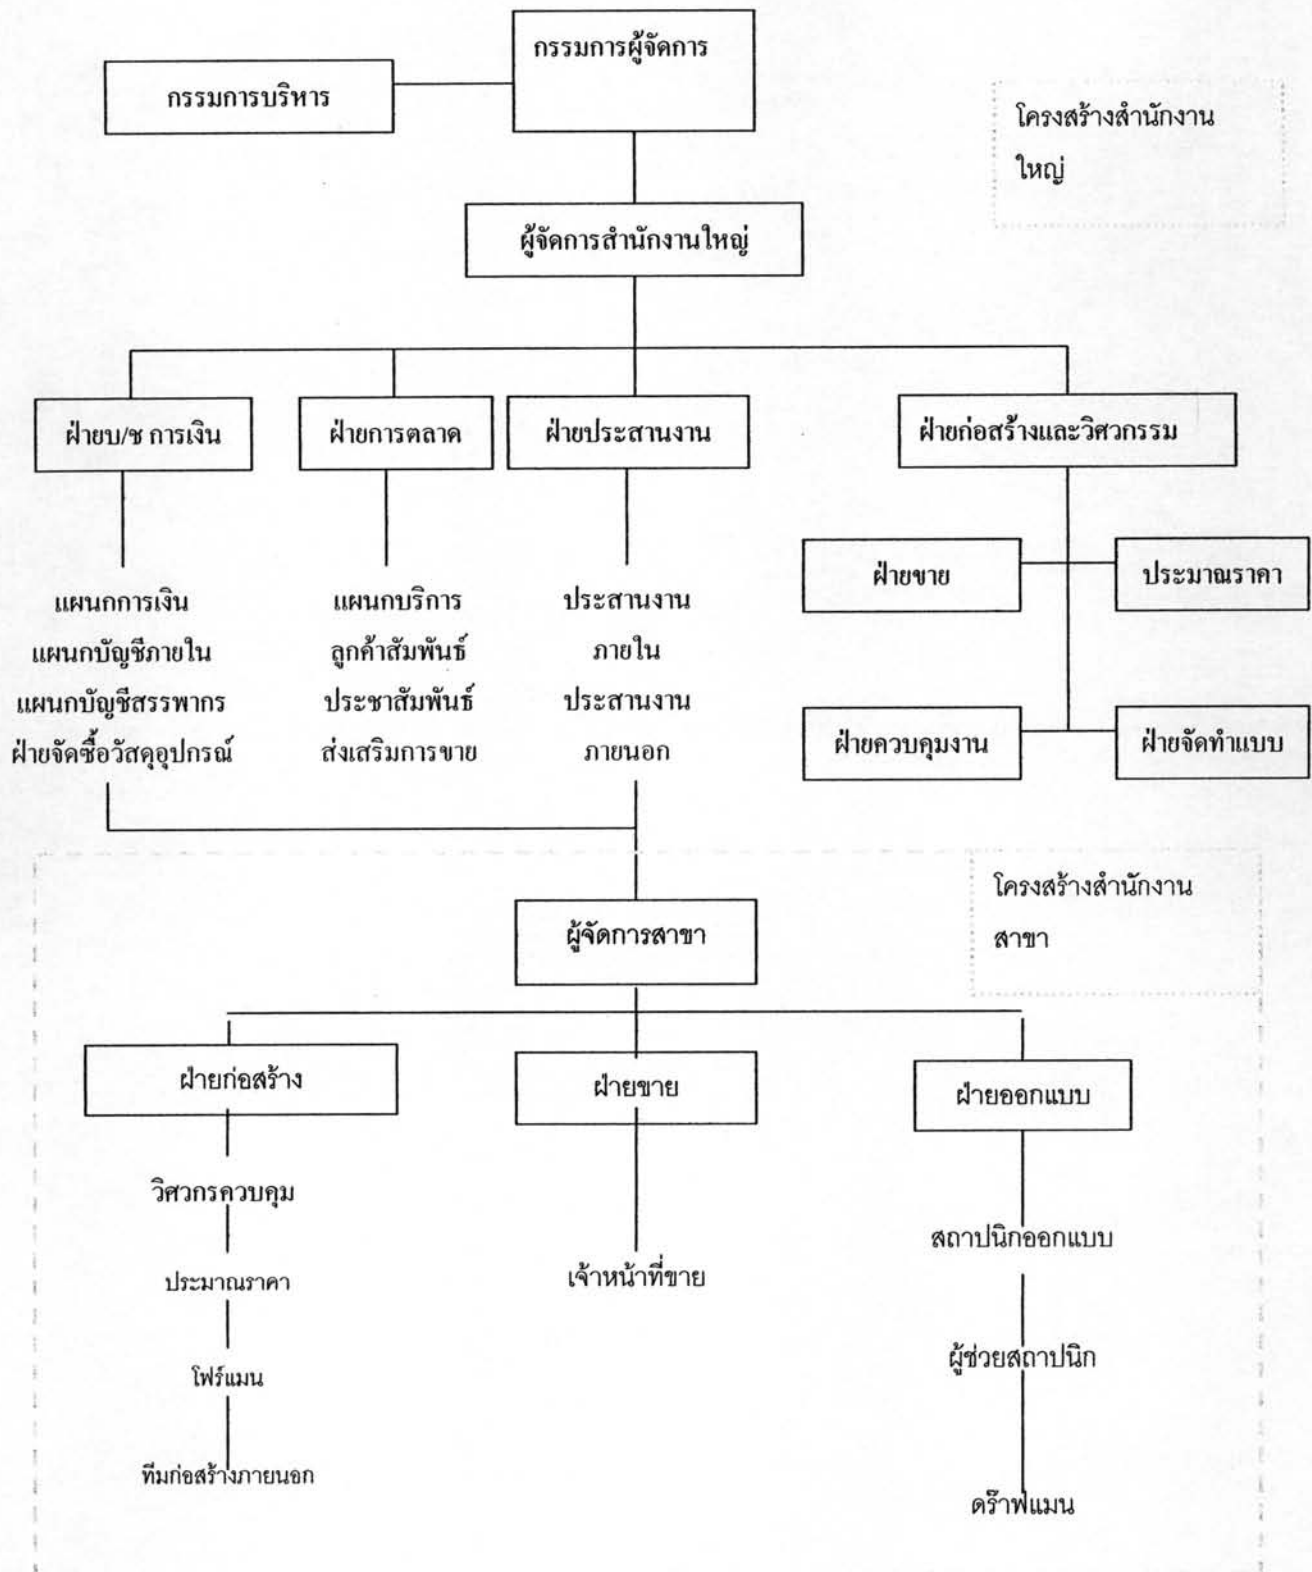 กรรมการผู้จัดการ
กรรมการบริหาร
โครงสร้างสำนักงาน
ใหญ่
ผู้จัดการสำนักงานใหญ่
ฝ่ายบ/ช การเงิน
ฝ่ายการตลาด
ฝ่ายประสานงาน
ฝ่ายก่อสร้างและวิศวกรรม
แผนกการเงิน
แผนกบัญชีภายใน
แผนกบัญชีสรรพากร
ฝ่ายจัดซื้อวัสดุอุปกรณ์
แผนกบริการ
ลูกค้าสัมพันธ์
ประชาสัมพันธ์
ส่งเสริมการขาย
ประสานงาน
ภายใน
ประสานงาน
ภายนอก
ฝ่ายขาย
ประมาณราคา
ฝ่ายควบคุมงาน
ฝ่ายจัดทำแบบ
โครงสร้างสำนักงาน
สาขา
ผู้จัดการสาขา
ฝ่ายก่อสร้าง
ฝ่ายขาย
ฝ่ายออกแบบ
วิศวกรควบคุม
ประมาณราคา
โฟร์แมน
ทีมก่อสร้างภายนอก
เจ้าหน้าที่ขาย
สถาปนิกออกแบบ
ผู้ช่วยสถาปนิก
ดร๊าฟแมน